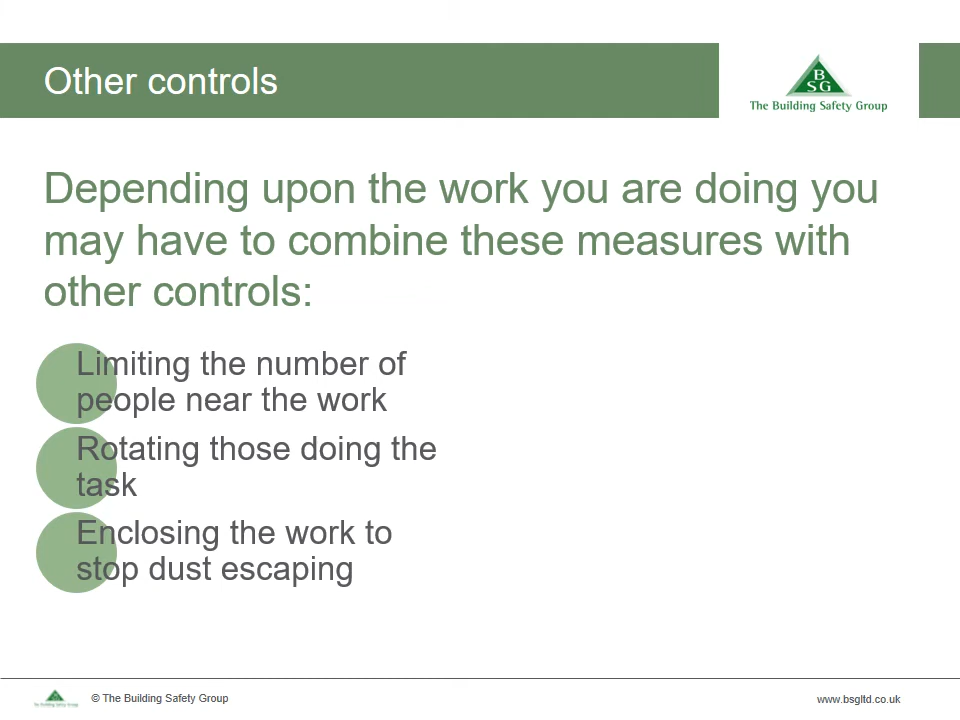 Other controls
B
SG
The Building Safety Group
Depending upon the work you are doing you
may have to combine these measures with
other controls:
Limiting the number of
people near the work
Rotating those doing the
task
Enclosing the work to
stop dust escaping
© The Building Safety Group
www.bsgltd.co.uk